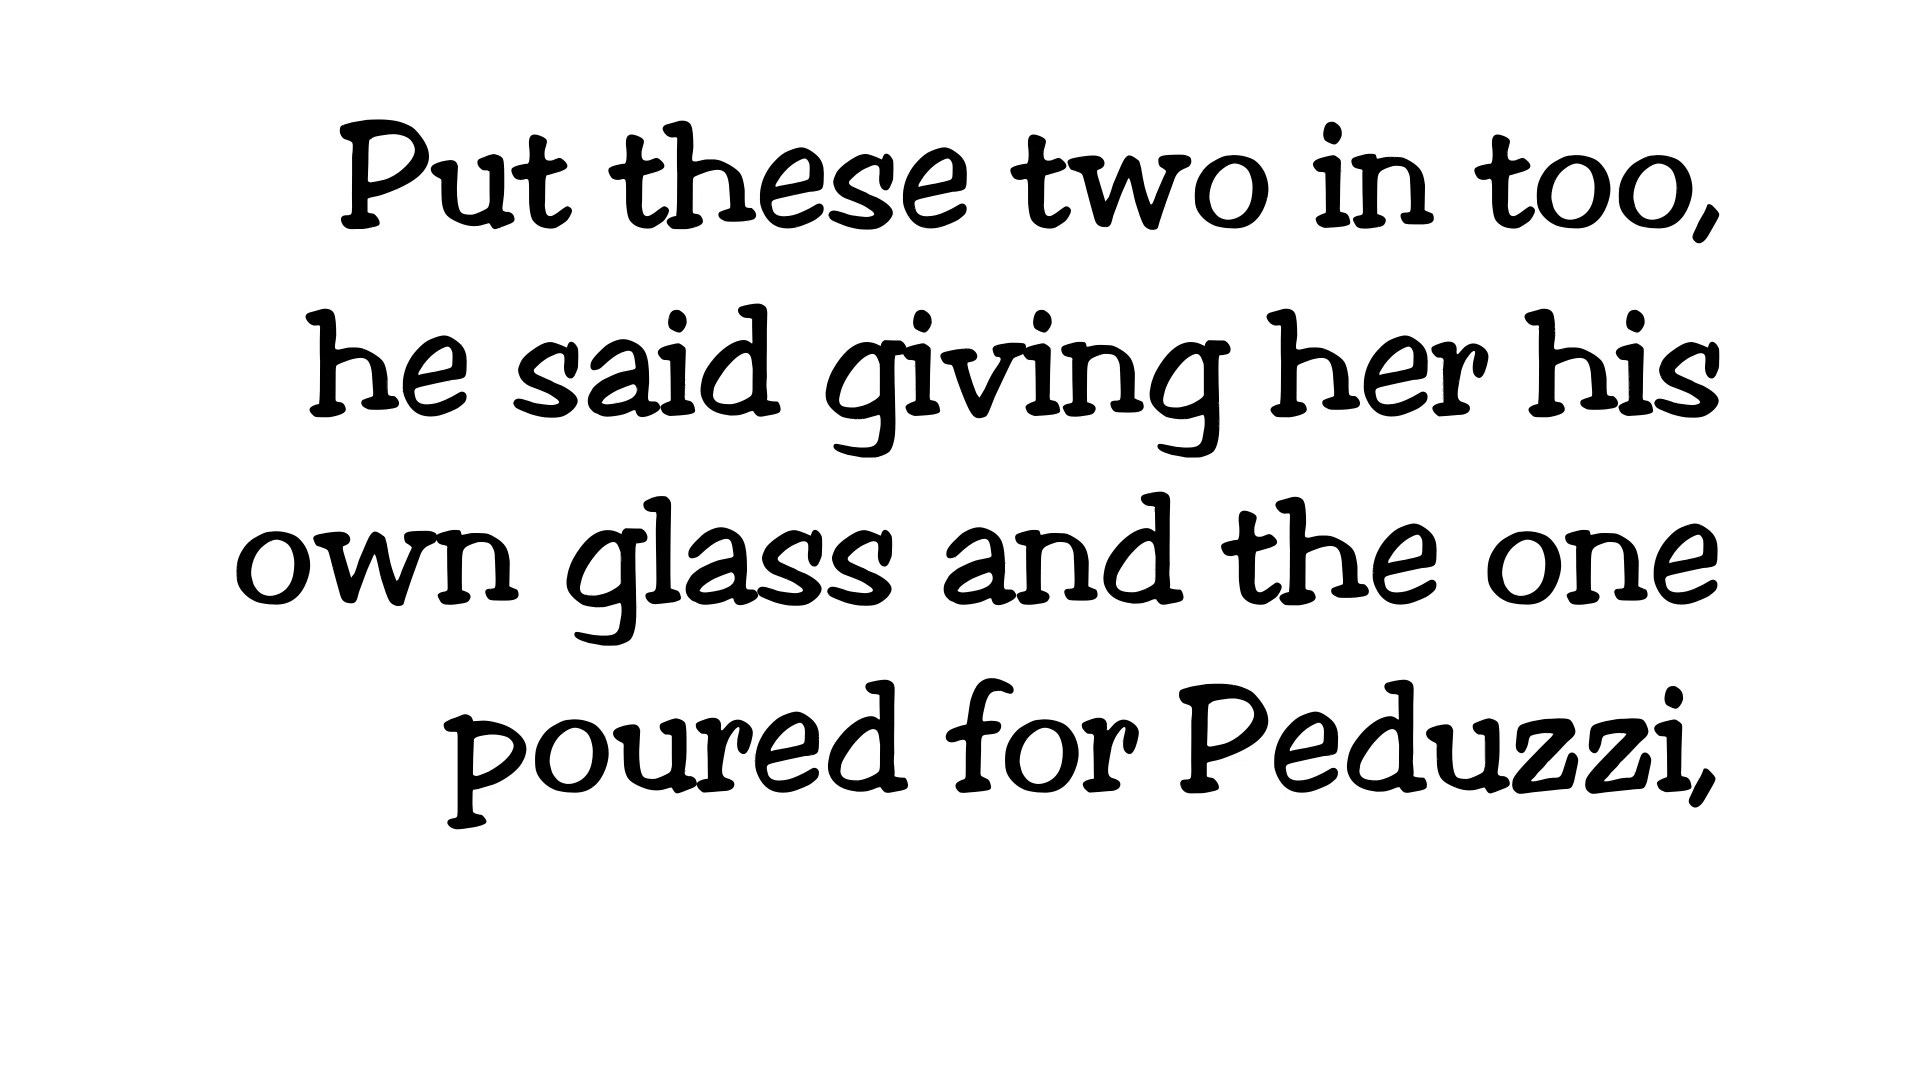 Put these two in too,
he said giving her his
own glass and the one
poured for Peduzzi,